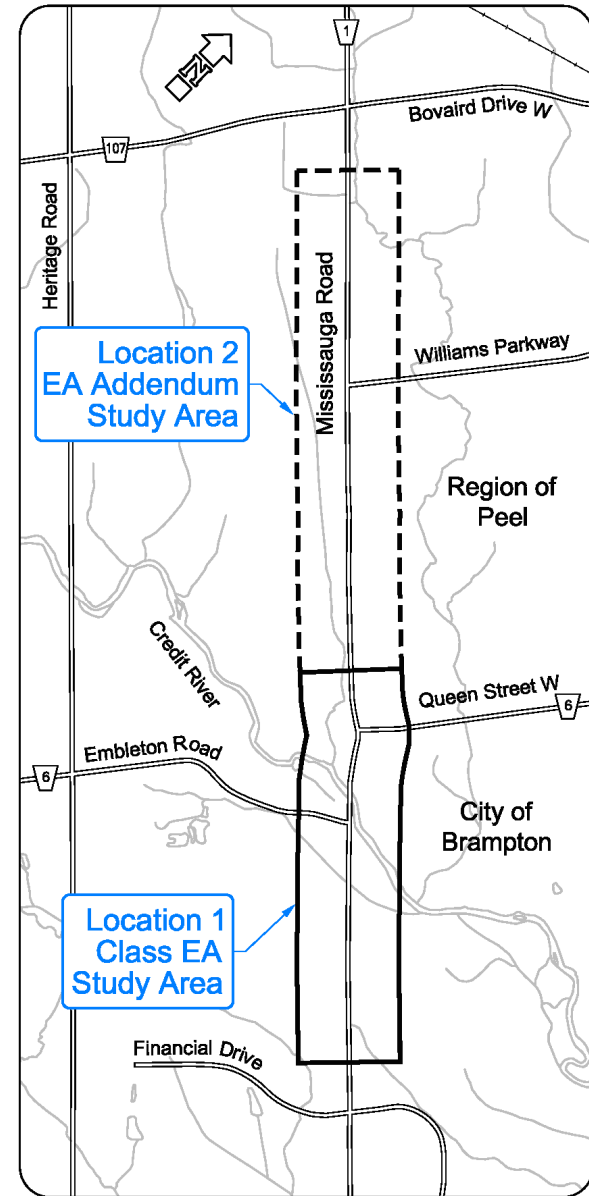 1
N
Bovaird Drive W
107
Heritage Road
Mississauga Road
Location 2
EA Addendum
Study Area
Williams Parkway
Region of
Peel
Credit River
Queen Street W
6
Embleton Road
6
City of
Brampton
Location 1
Class EA
Study Area
Financial Drive